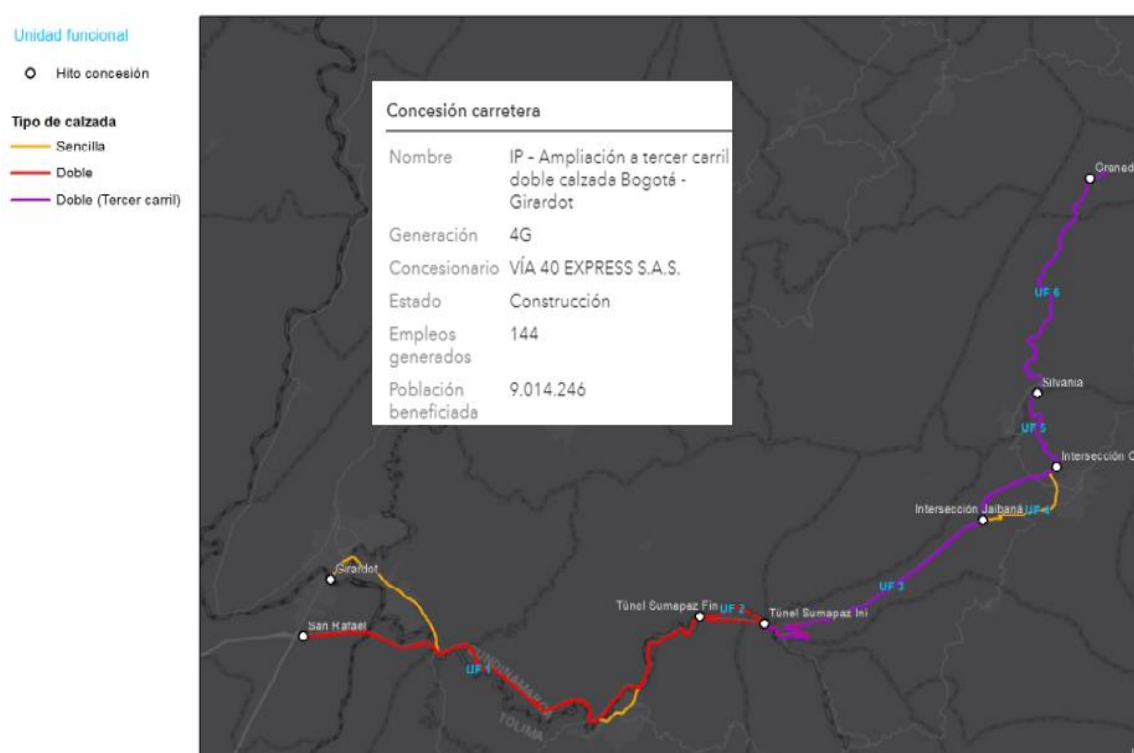 Unidad funcional
Hito concesión
Tipo de calzada
Sencilla
Doble
Doble (Tercer carril)
Concesión carretera
Nombre IP - Ampliación a tercer carril
doble calzada Bogotá -
Girardot
Generación 4G
Concesionario VÍA 40 EXPRESS S.A.S.
Estado Construcción
Empleos 144
generados
Población 9.014.246
beneficiada
Granad
UF 6
Silvania
UF 5
Intersección
Intersección Jaibaná UF 4
UF 3
Girardot
Túnel Sumapaz Fin UF 2 Túnel Sumapaz Ini
San Rafael
UF 1
CUNDINAMARCA
TOLIMA